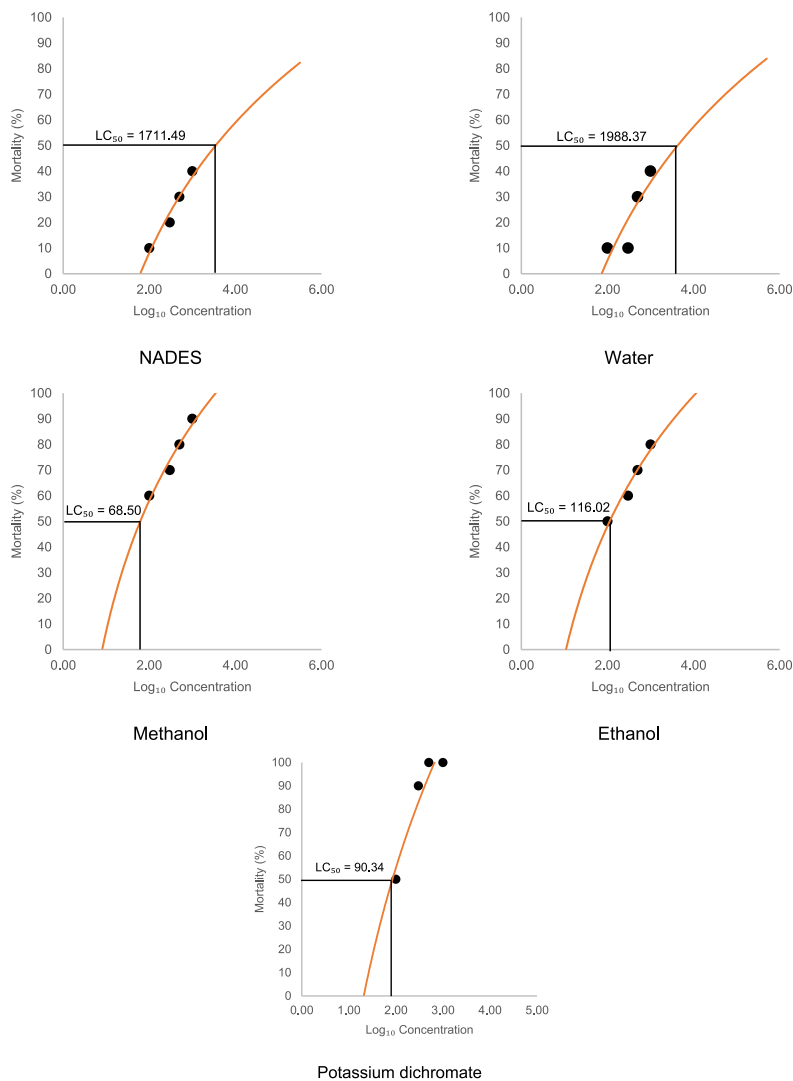 100
90
80
70
60
50
40
30
20
10
0
Mortality (%)
LC₅₀ = 1711.49
0.00 2.00 4.00 6.00
Log₁₀ Concentration
NADES
100
90
80
70
60
50
40
30
20
10
0
Mortality (%)
LC₅₀ = 1988.37
0.00 2.00 4.00 6.00
Log₁₀ Concentration
Water
100
90
80
70
60
50
40
30
20
10
0
Mortality (%)
LC₅₀ = 68.50
0.00 2.00 4.00 6.00
Log₁₀ Concentration
Methanol
100
90
80
70
60
50
40
30
20
10
0
Mortality (%)
LC₅₀ = 116.02
0.00 2.00 4.00 6.00
Log₁₀ Concentration
Ethanol
100
90
80
70
60
50
40
30
20
10
0
Mortality (%)
LC₅₀ = 90.34
0.00 1.00 2.00 3.00 4.00 5.00
Log₁₀ Concentration
Potassium dichromate